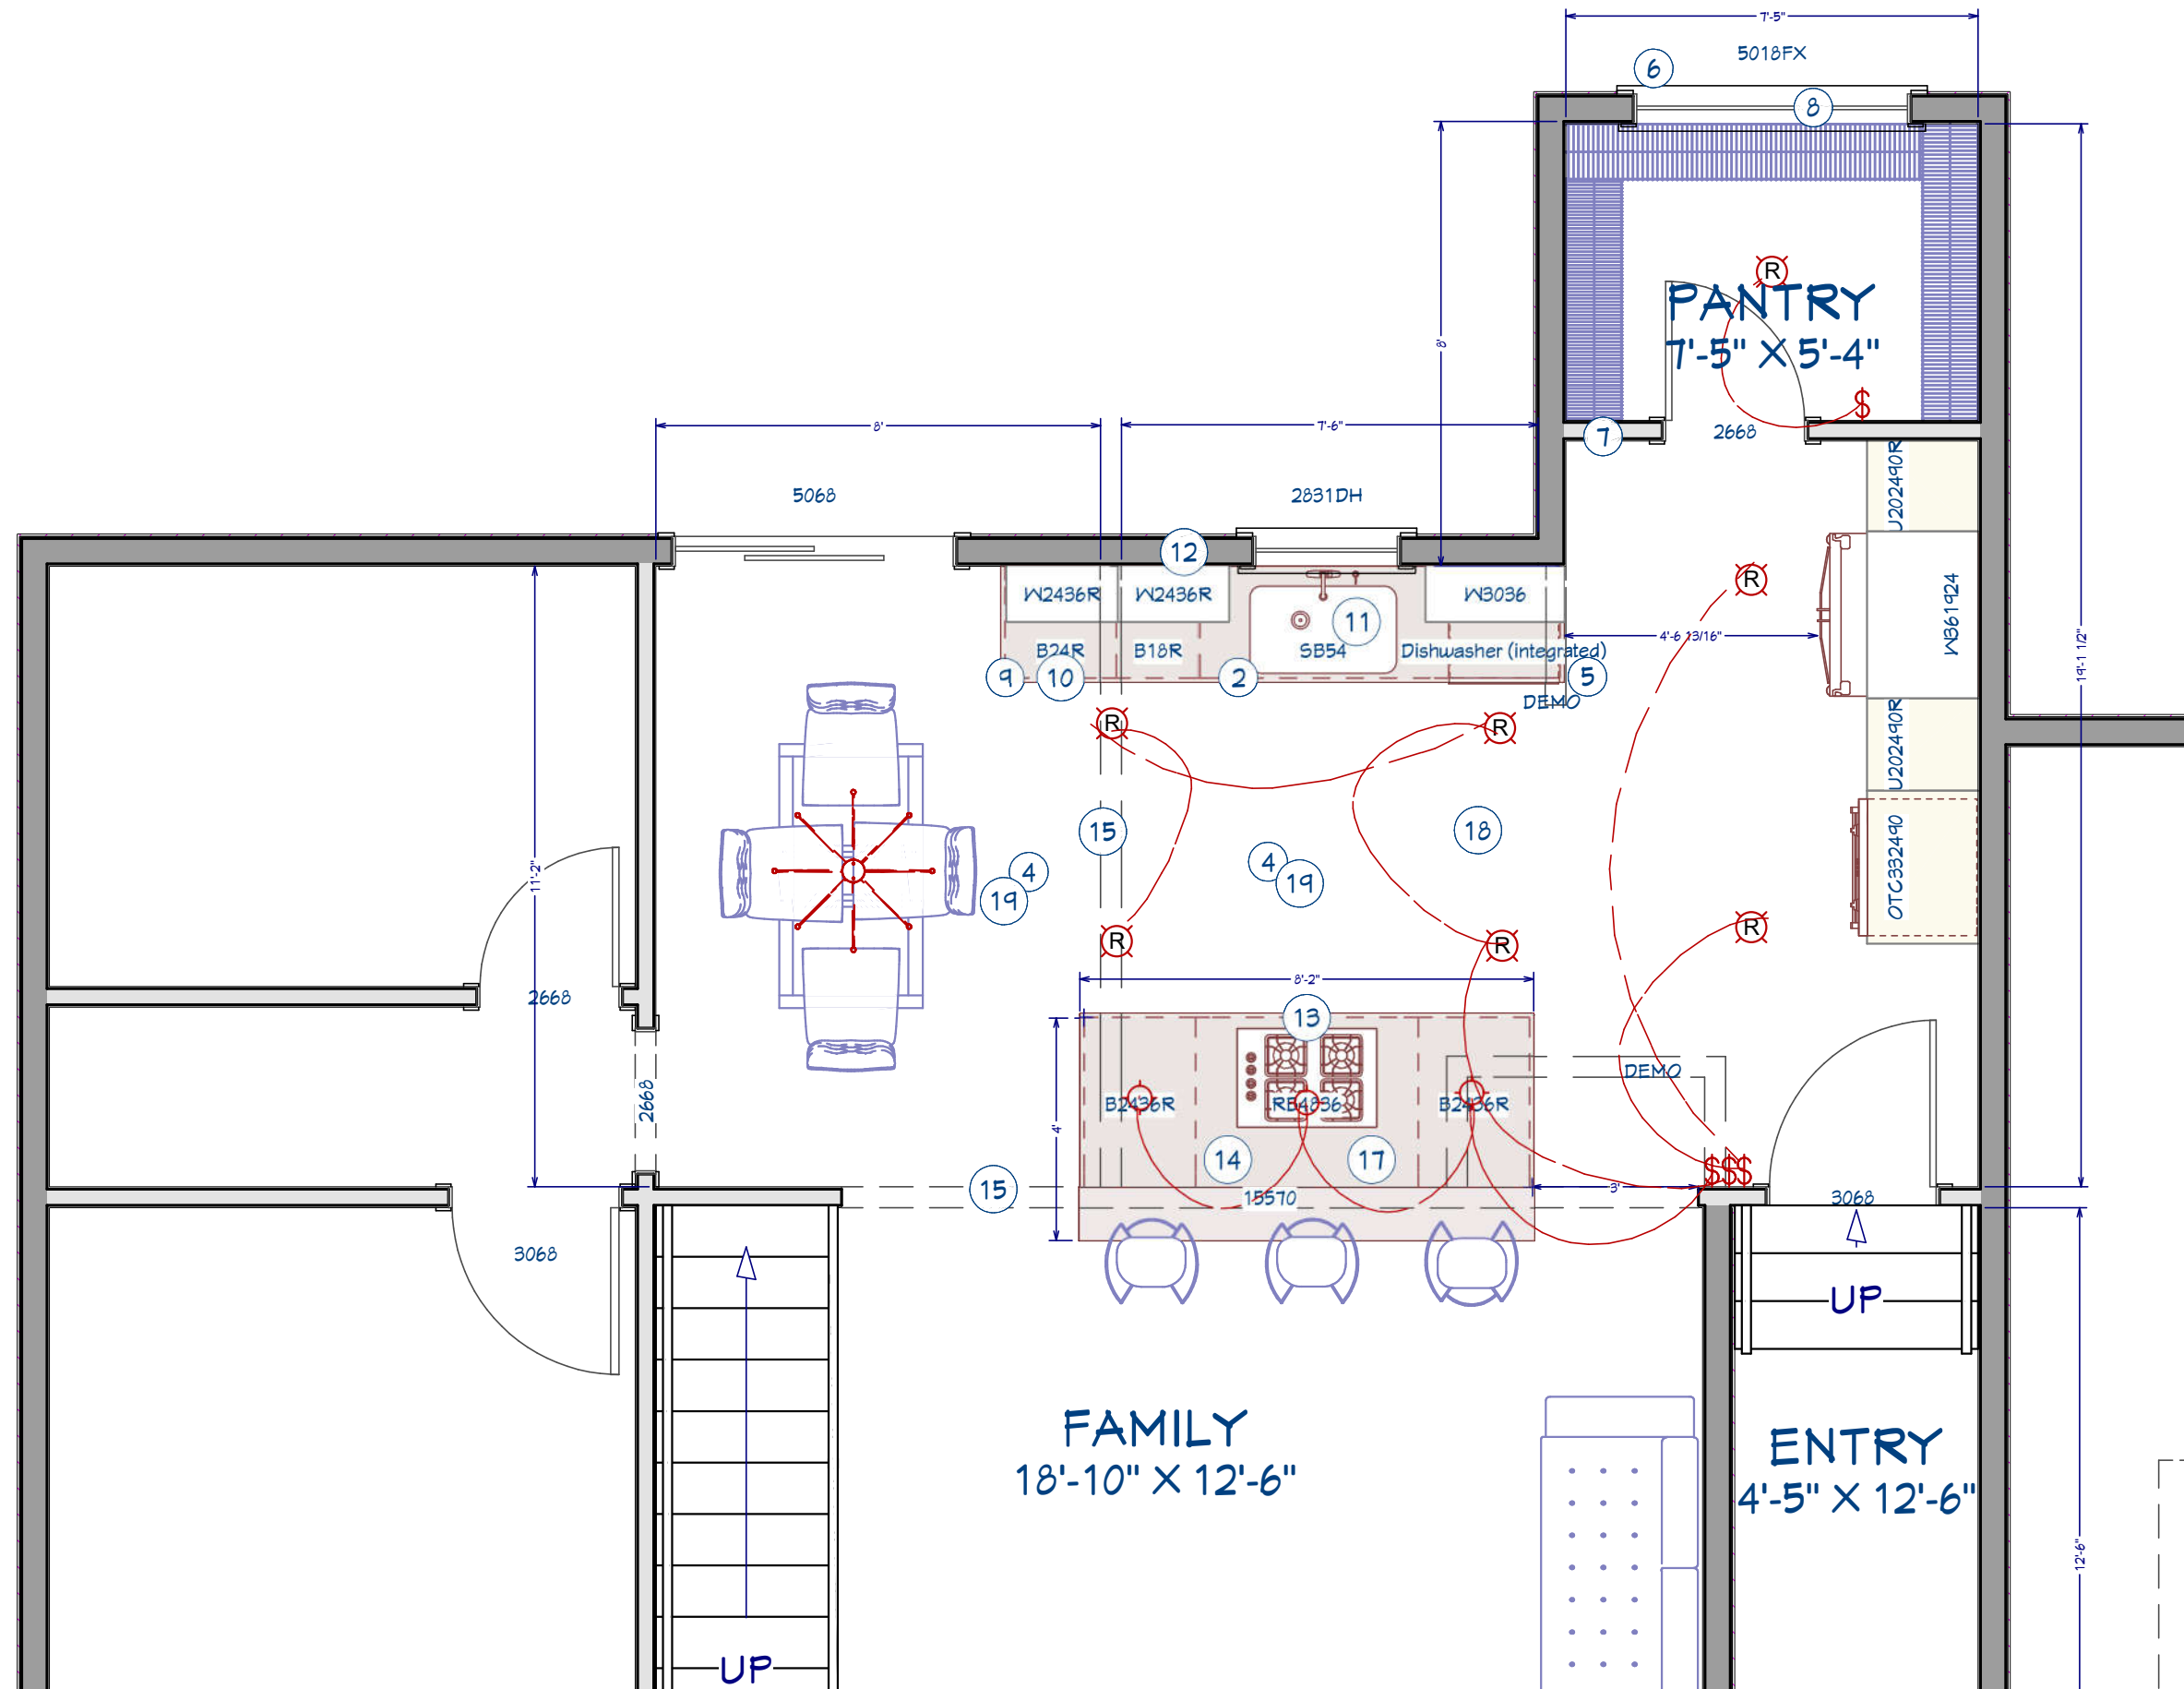 7'-5"
5018FX
6
8
R
PANTRY
7'-5" X 5'-4"
$
8'
7
2668
8'
7'-6"
5068
2831DH
12
U202490R
W2436R
W2436R
W3036
11
B24R
B18R
SB54
Dishwasher (integrated)
9
10
2
5
DEMO
R
4'-6 13/16"
W361924
19'-1 1/2"
U202490R
R
R
15
18
4
19
4
19
11'-2"
OTC332490
R
R
R
8'-2"
2668
13
DEMO
2668
B2436R
RB4836
B2436R
4'
14
17
15
15570
3'
$$$
3068
3068
UP
FAMILY
18'-10" X 12'-6"
ENTRY
4'-5" X 12'-6"
12'-6"
UP